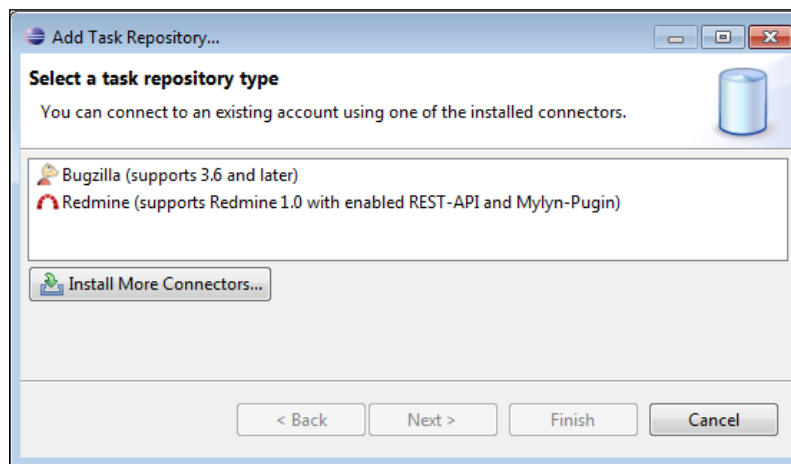 Add Task Repository...
Select a task repository type
You can connect to an existing account using one of the installed connectors.
Bugzilla (supports 3.6 and later)
Redmine (supports Redmine 1.0 with enabled REST-API and Mylyn-Pugin)
Install More Connectors...
< Back Next > Finish Cancel